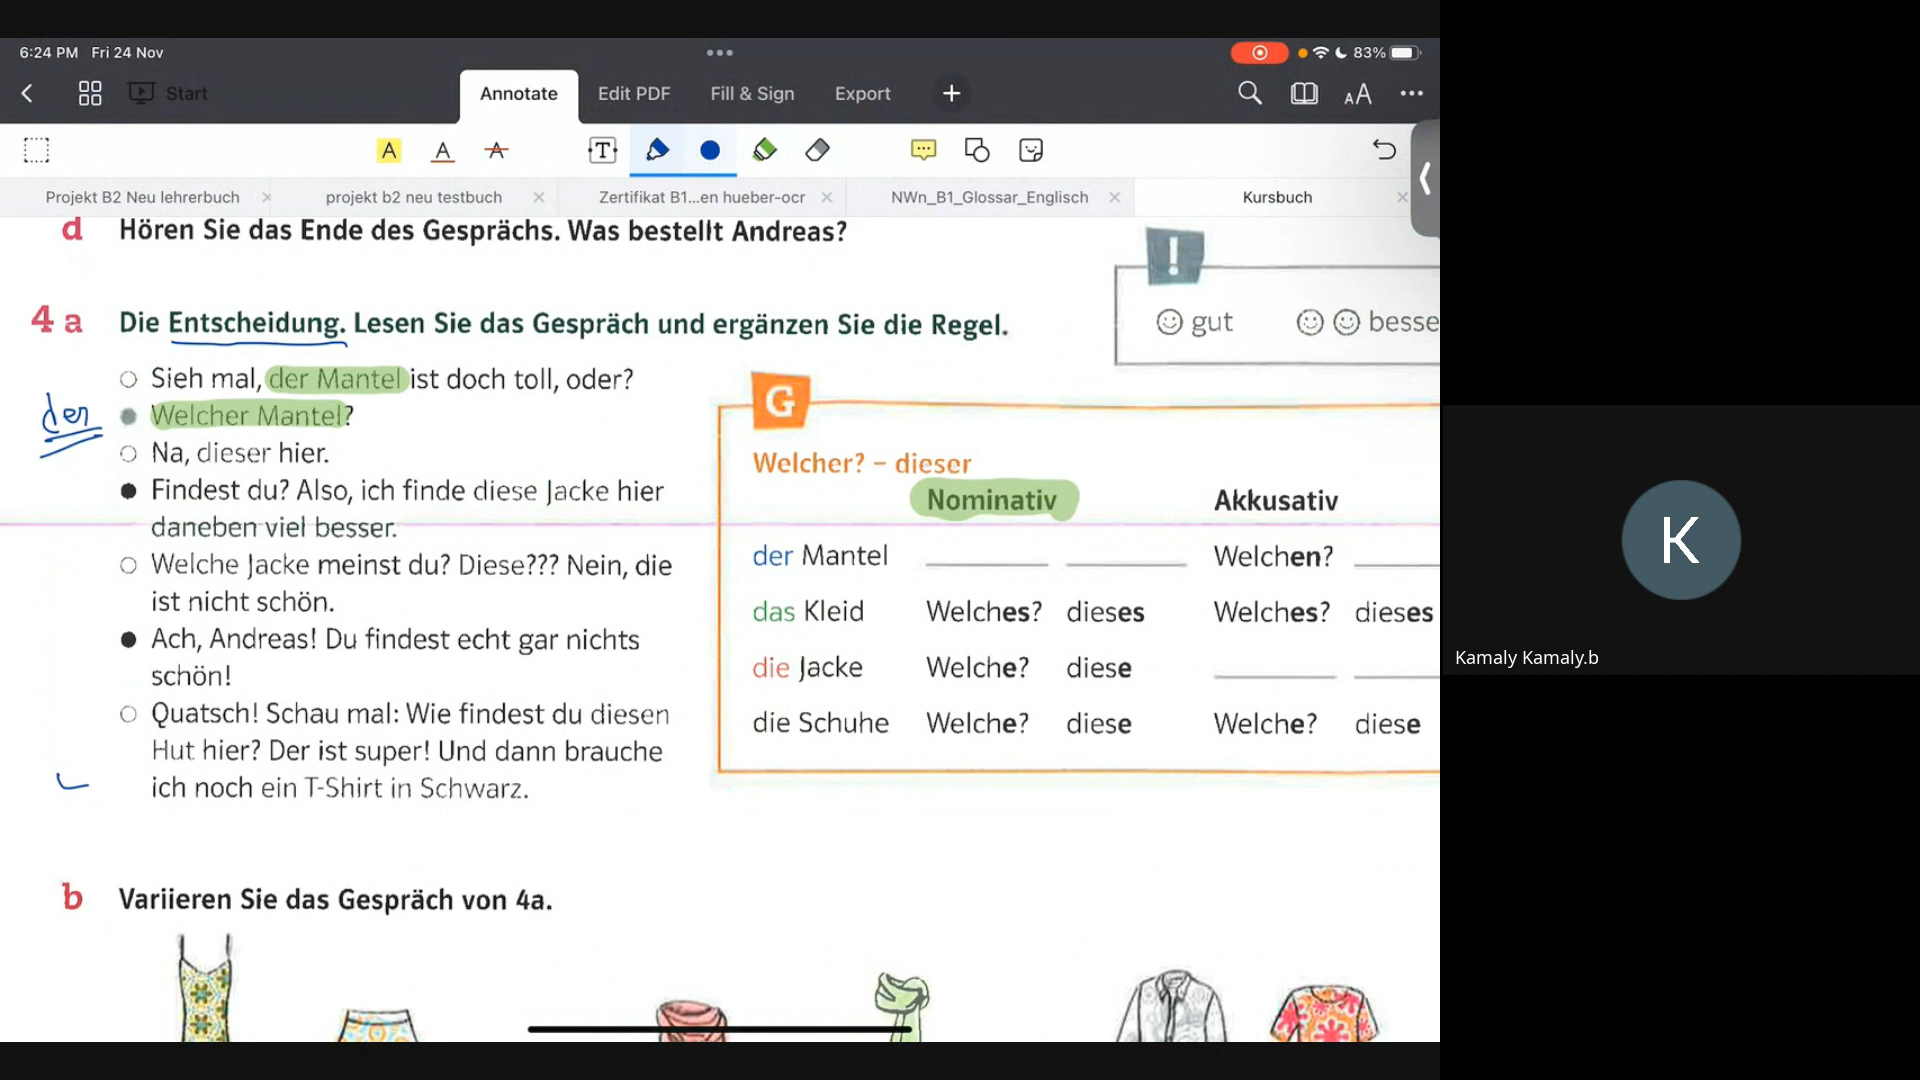 6:24 PM Fri 24 Nov
83%
Start
Annotate
Edit PDF
Fill & Sign
Export
Projekt B2 Neu lehrerbuch
projekt b2 neu testbuch
Zertifikat B1...en hueber-ocr
NWn_B1_Glossar_Englisch
Kursbuch
d Hören Sie das Ende des Gesprächs. Was bestellt Andreas?
!
gut
besse
4 a Die Entscheidung. Lesen Sie das Gespräch und ergänzen Sie die Regel.
Sieh mal, der Mantel ist doch toll, oder?
der
Welcher Mantel?
Na, dieser hier.
Findest du? Also, ich finde diese Jacke hier
daneben viel besser.
Welche Jacke meinst du? Diese??? Nein, die
ist nicht schön.
Ach, Andreas! Du findest echt gar nichts
schön!
Quatsch! Schau mal: Wie findest du diesen
Hut hier? Der ist super! Und dann brauche
ich noch ein T-Shirt in Schwarz.
G
Welcher? – dieser
Nominativ Akkusativ
der Mantel Welchen?
das Kleid Welches? dieses Welches? dieses
die Jacke Welche? diese
die Schuhe Welche? diese Welche? diese
b Variieren Sie das Gespräch von 4a.
K
Kamaly Kamaly.b